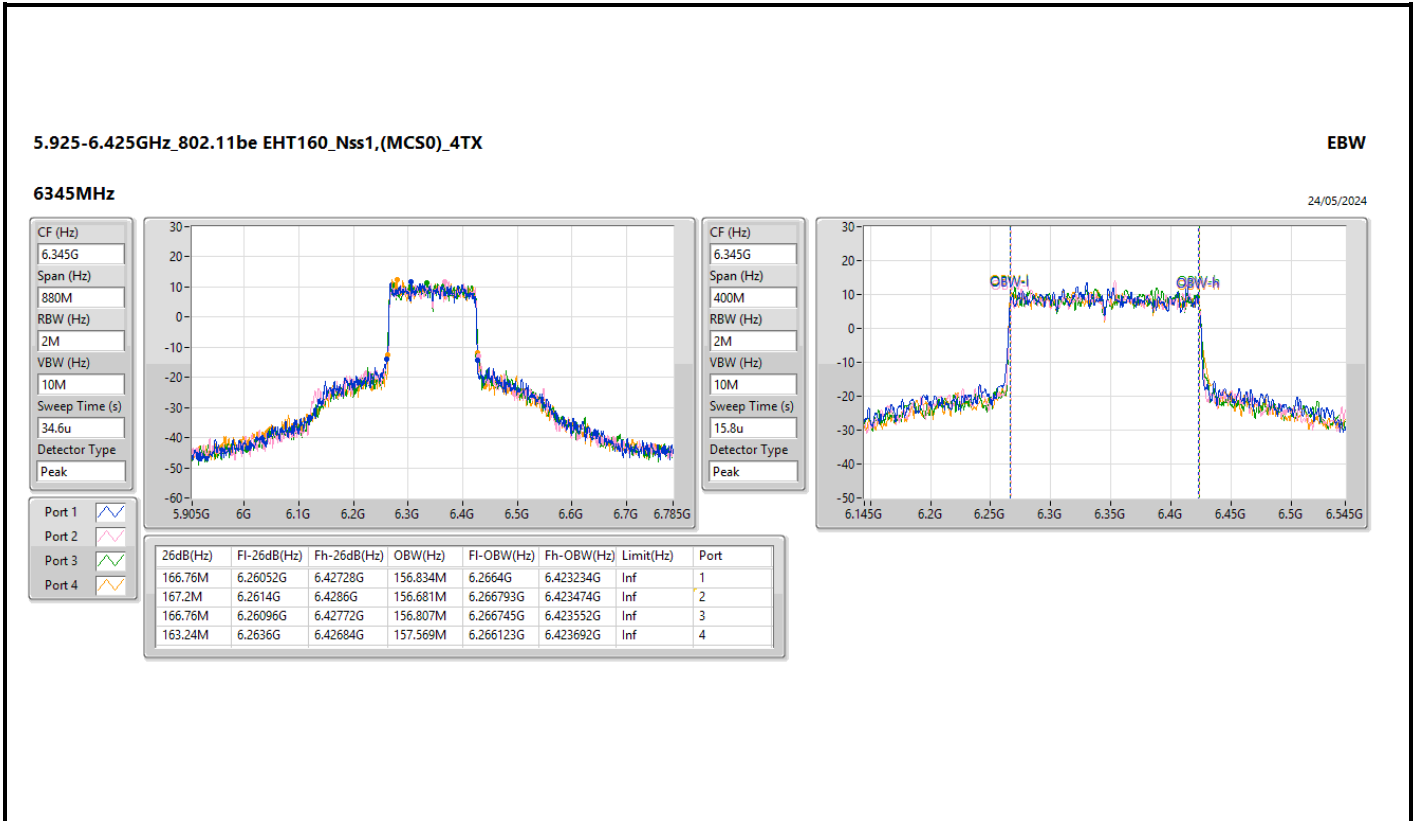 5.925-6.425GHz_802.11be EHT160_Nss1,(MCS0)_4TX
EBW
6345MHz
24/05/2024
CF (Hz)
6.345G
Span (Hz)
880M
RBW (Hz)
2M
VBW (Hz)
10M
Sweep Time (s)
34.6u
Detector Type
Peak
Port 1
Port 2
Port 3
Port 4
30
20
10
0
-10
-20
-30
-40
-50
-60
5.905G 6G 6.1G 6.2G 6.3G 6.4G 6.5G 6.6G 6.7G 6.785G
CF (Hz)
6.345G
Span (Hz)
400M
RBW (Hz)
2M
VBW (Hz)
10M
Sweep Time (s)
15.8u
Detector Type
Peak
30
20
10
0
-10
-20
-30
-40
-50
OBW-l OBW-h
6.145G 6.2G 6.25G 6.3G 6.35G 6.4G 6.45G 6.5G 6.545G
26dB(Hz) Fl-26dB(Hz) Fh-26dB(Hz) OBW(Hz) Fl-OBW(Hz) Fh-OBW(Hz) Limit(Hz) Port
166.76M 6.26052G 6.42728G 156.834M 6.2664G 6.423234G Inf 1
167.2M 6.2614G 6.4286G 156.681M 6.266793G 6.423474G Inf 2
166.76M 6.26096G 6.42772G 156.807M 6.266745G 6.423552G Inf 3
163.24M 6.2636G 6.42684G 157.569M 6.266123G 6.423692G Inf 4